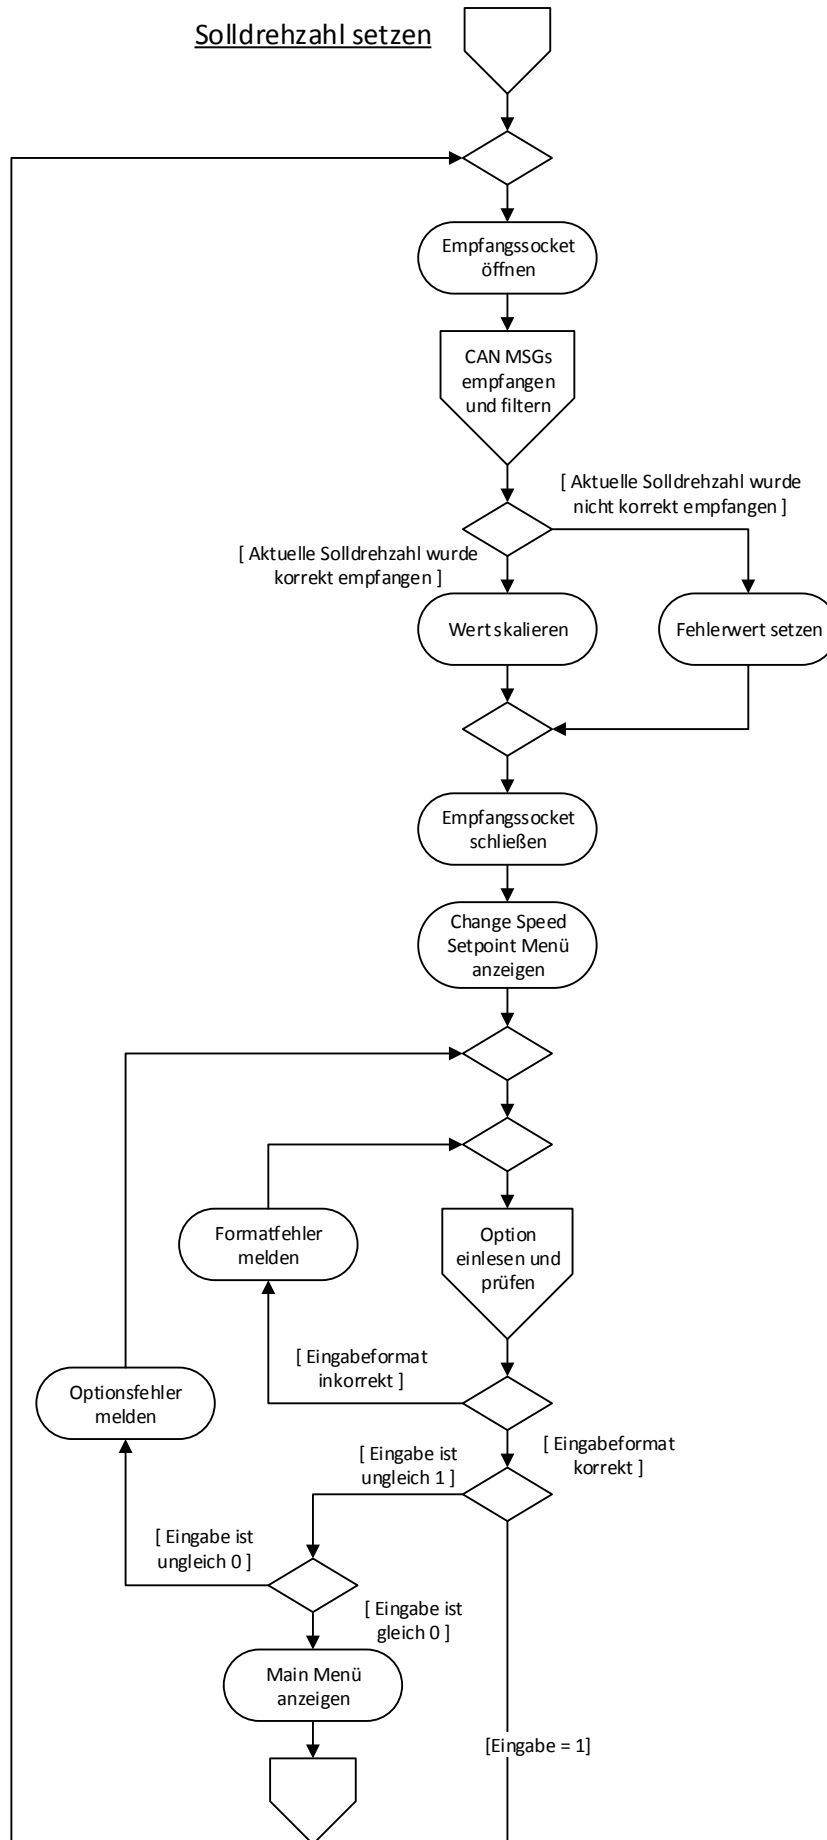 Solldrehzahl setzen
Empfangssocket
öffnen
CAN MSGs
empfangen
und filtern
[ Aktuelle Solldrehzahl wurde
nicht korrekt empfangen ]
[ Aktuelle Solldrehzahl wurde
korrekt empfangen ]
Wert skalieren
Fehlerwert setzen
Empfangssocket
schließen
Change Speed
Setpoint Menü
anzeigen
Formatfehler
melden
Option
einlesen und
prüfen
[ Eingabeformat
inkorrekt ]
Optionsfehler
melden
[ Eingabeformat
korrekt ]
[ Eingabe ist
ungleich 1 ]
[ Eingabe ist
ungleich 0 ]
[ Eingabe ist
gleich 0 ]
Main Menü
anzeigen
[Eingabe = 1]